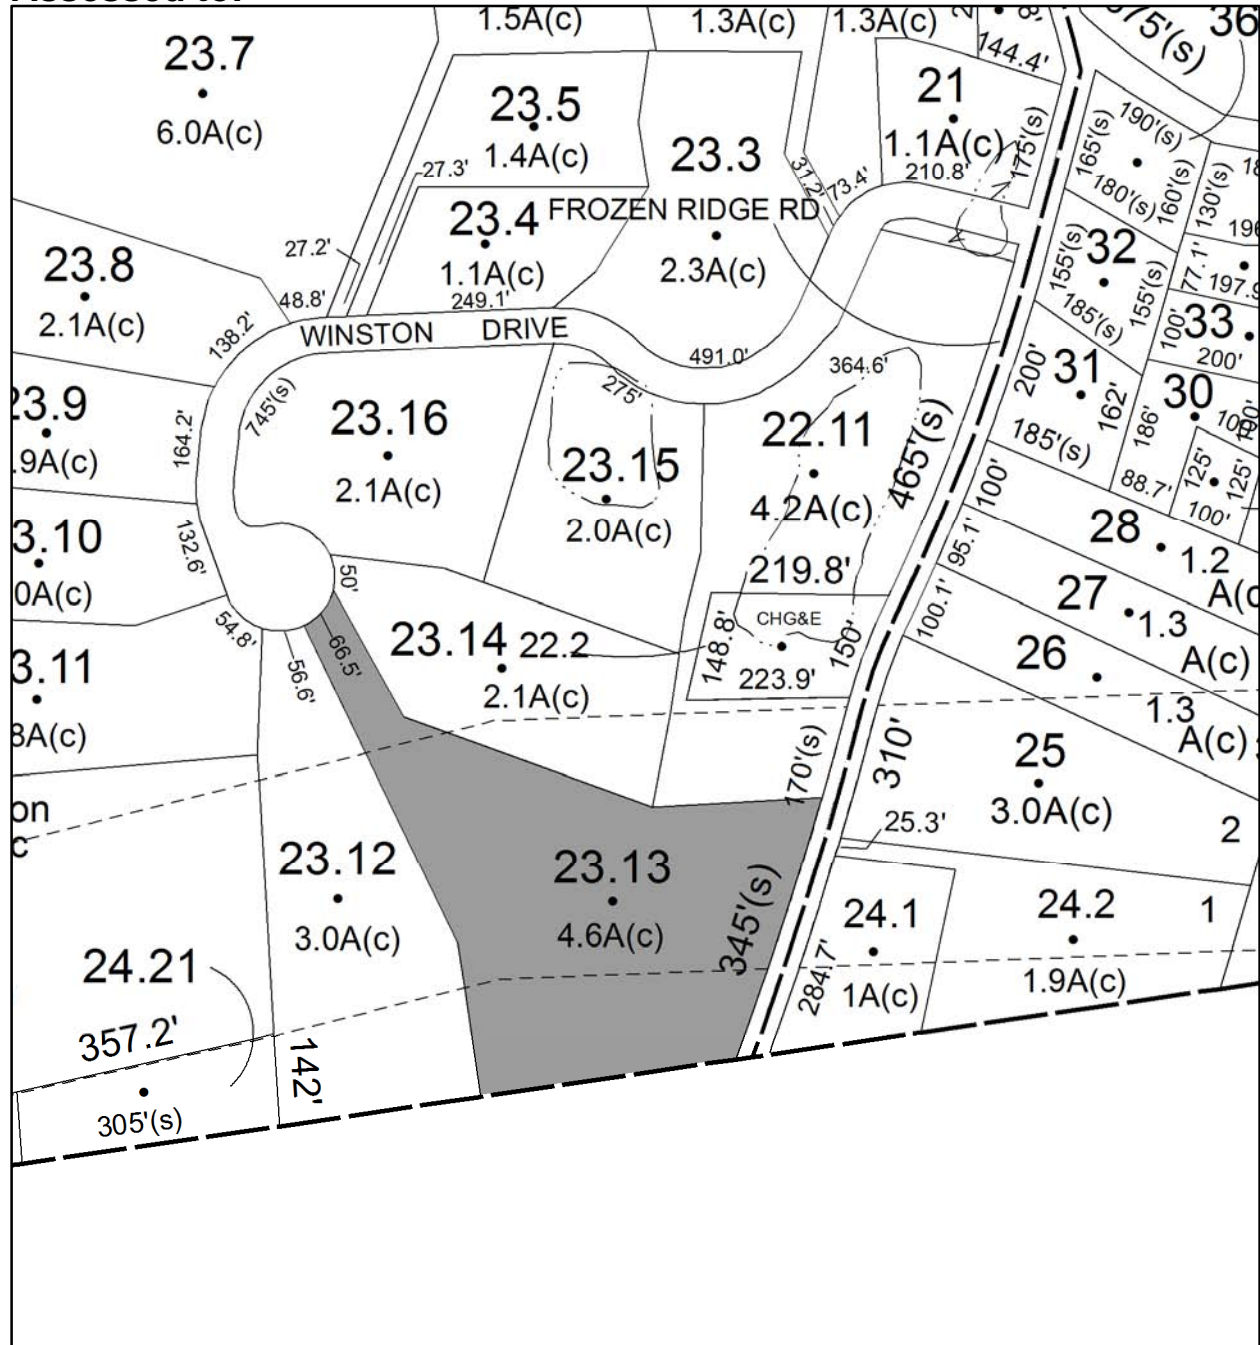 1.5A(c)
1.3A(c)
1.3A(c)
144.4'
675'(s)
36
23.7
6.0A(c)
23.5
1.4A(c)
23.3
2.3A(c)
21
1.1A(c)
210.8'
175'(s)
165'(s)
190'(s)
180'(s)
160'(s)
130'(s)
27.3'
31.2'
73.4'
FROZEN RIDGE RD
23.4
1.1A(c)
249.1'
27.2'
48.8'
23.8
2.1A(c)
138.2'
WINSTON DRIVE
491.0'
32
155'(s)
185'(s)
155'(s)
77.1'
197.9
33
100'
200'
23.9
.9A(c)
164.2'
745'(s)
23.16
2.1A(c)
275'
23.15
2.0A(c)
364.6'
22.11
4.2A(c)
465'(s)
200'
31
162'
185'(s)
30
186'
100'
88.7'
125'
125'
100'
100'
28
1.2
A(c
219.8'
CHG&E
148.8'
150'
223.9'
95.1'
27
1.3
A(c)
100.1'
26
1.3
A(c)
3.10
0A(c)
132.6'
54.8'
50'
56.6'
66.5'
23.14
22.2
2.1A(c)
3.11
8A(c)
170'(s)
310'
25
3.0A(c)
25.3'
2
on
c
23.12
3.0A(c)
23.13
4.6A(c)
345'(s)
24.1
1A(c)
284.7'
24.2
1.9A(c)
1
24.21
357.2'
305'(s)
142'